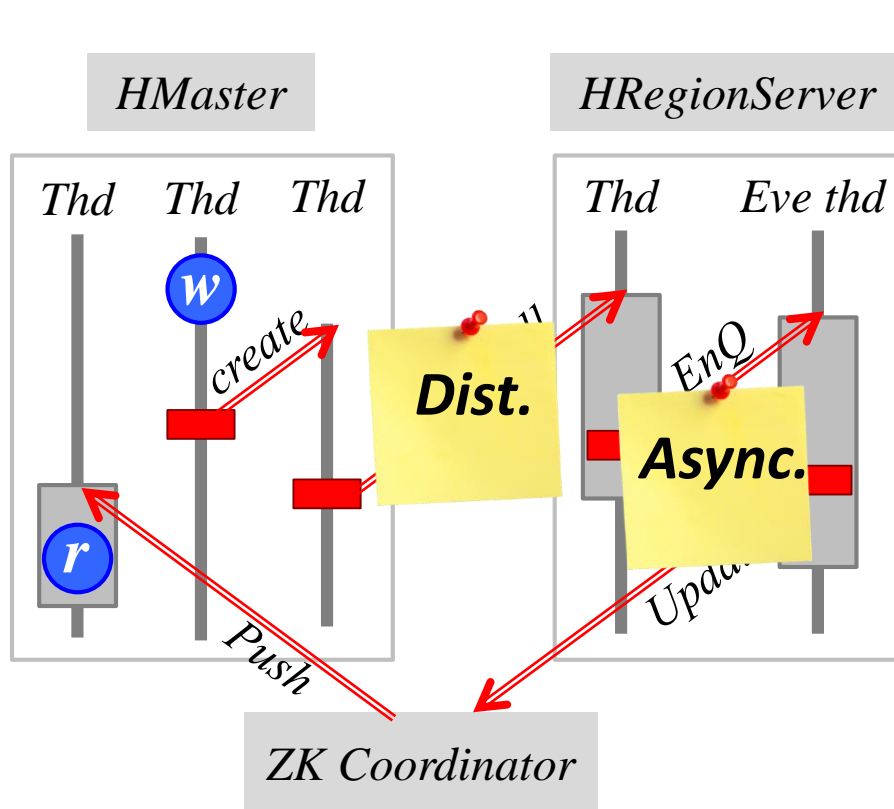 HMaster
HRegionServer
Thd
Thd
Thd
Thd
Eve thd
w
create
EnQ
Dist.
Async.
r
Push
ZK Coordinator